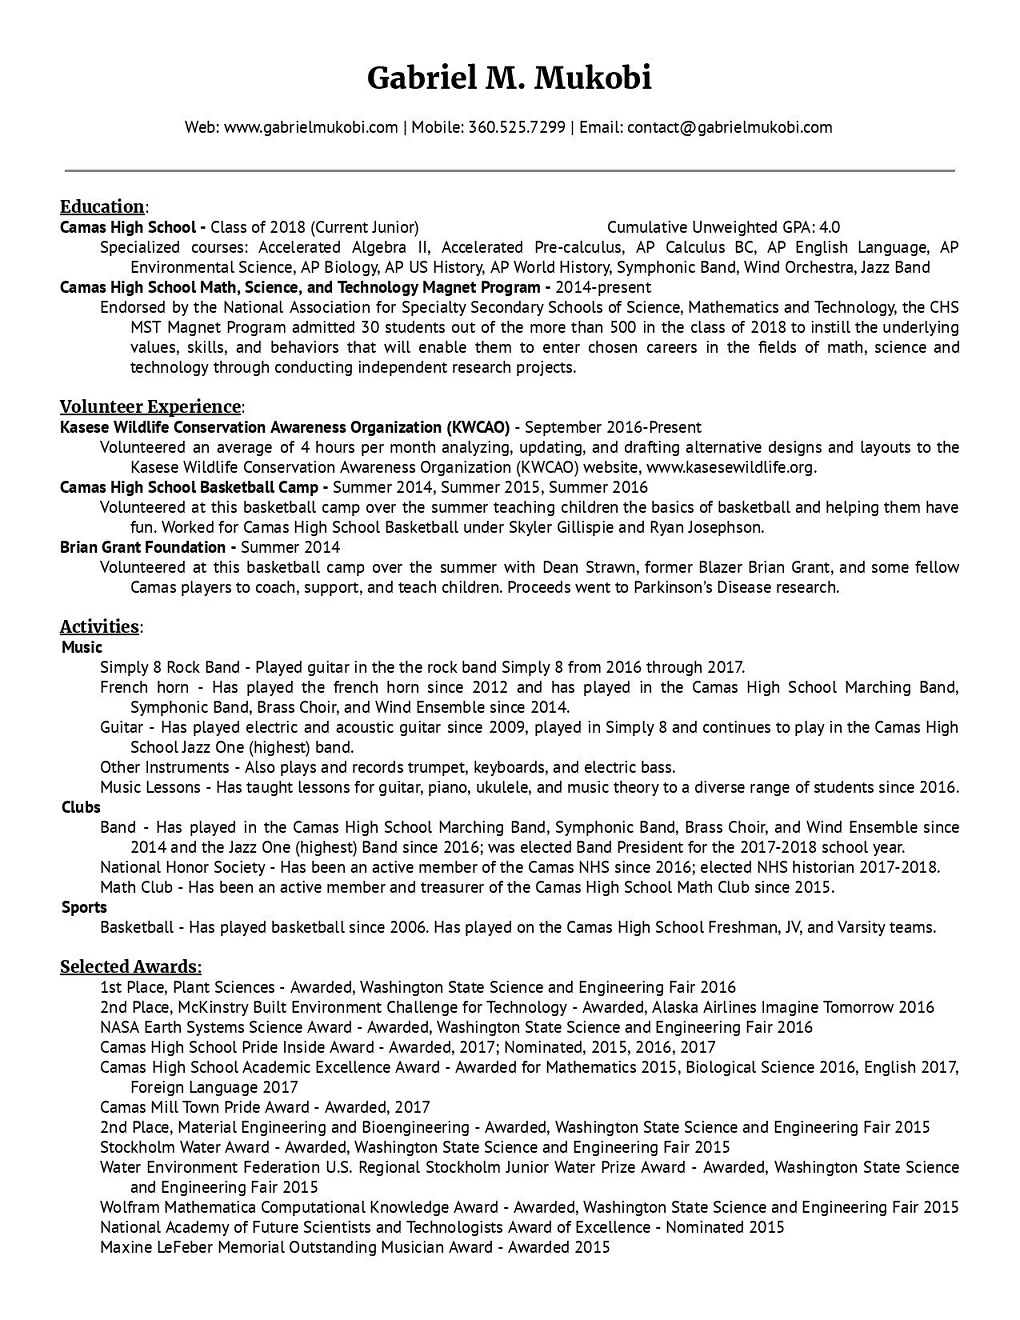 Gabriel M. Mukobi
Web: www.gabrielmukobi.com | Mobile: 360.525.7299 | Email: contact@gabrielmukobi.com
Education:
Camas High School - Class of 2018 (Current Junior) Cumulative Unweighted GPA: 4.0
Specialized courses: Accelerated Algebra II, Accelerated Pre-calculus, AP Calculus BC, AP English Language, AP
Environmental Science, AP Biology, AP US History, AP World History, Symphonic Band, Wind Orchestra, Jazz Band
Camas High School Math, Science, and Technology Magnet Program - 2014-present
Endorsed by the National Association for Specialty Secondary Schools of Science, Mathematics and Technology, the CHS
MST Magnet Program admitted 30 students out of the more than 500 in the class of 2018 to instill the underlying
values, skills, and behaviors that will enable them to enter chosen careers in the fields of math, science and
technology through conducting independent research projects.
Volunteer Experience:
Kasese Wildlife Conservation Awareness Organization (KWCAO) - September 2016-Present
Volunteered an average of 4 hours per month analyzing, updating, and drafting alternative designs and layouts to the
Kasese Wildlife Conservation Awareness Organization (KWCAO) website, www.kasesewildlife.org.
Camas High School Basketball Camp - Summer 2014, Summer 2015, Summer 2016
Volunteered at this basketball camp over the summer teaching children the basics of basketball and helping them have
fun. Worked for Camas High School Basketball under Skyler Gillispie and Ryan Josephson.
Brian Grant Foundation - Summer 2014
Volunteered at this basketball camp over the summer with Dean Strawn, former Blazer Brian Grant, and some fellow
Camas players to coach, support, and teach children. Proceeds went to Parkinson's Disease research.
Activities:
Music
Simply 8 Rock Band - Played guitar in the the rock band Simply 8 from 2016 through 2017.
French horn - Has played the french horn since 2012 and has played in the Camas High School Marching Band,
Symphonic Band, Brass Choir, and Wind Ensemble since 2014.
Guitar - Has played electric and acoustic guitar since 2009, played in Simply 8 and continues to play in the Camas High
School Jazz One (highest) band.
Other Instruments - Also plays and records trumpet, keyboards, and electric bass.
Music Lessons - Has taught lessons for guitar, piano, ukulele, and music theory to a diverse range of students since 2016.
Clubs
Band - Has played in the Camas High School Marching Band, Symphonic Band, Brass Choir, and Wind Ensemble since
2014 and the Jazz One (highest) Band since 2016; was elected Band President for the 2017-2018 school year.
National Honor Society - Has been an active member of the Camas NHS since 2016; elected NHS historian 2017-2018.
Math Club - Has been an active member and treasurer of the Camas High School Math Club since 2015.
Sports
Basketball - Has played basketball since 2006. Has played on the Camas High School Freshman, JV, and Varsity teams.
Selected Awards:
1st Place, Plant Sciences - Awarded, Washington State Science and Engineering Fair 2016
2nd Place, McKinstry Built Environment Challenge for Technology - Awarded, Alaska Airlines Imagine Tomorrow 2016
NASA Earth Systems Science Award - Awarded, Washington State Science and Engineering Fair 2016
Camas High School Pride Inside Award - Awarded, 2017; Nominated, 2015, 2016, 2017
Camas High School Academic Excellence Award - Awarded for Mathematics 2015, Biological Science 2016, English 2017,
Foreign Language 2017
Camas Mill Town Pride Award - Awarded, 2017
2nd Place, Material Engineering and Bioengineering - Awarded, Washington State Science and Engineering Fair 2015
Stockholm Water Award - Awarded, Washington State Science and Engineering Fair 2015
Water Environment Federation U.S. Regional Stockholm Junior Water Prize Award - Awarded, Washington State Science
and Engineering Fair 2015
Wolfram Mathematica Computational Knowledge Award - Awarded, Washington State Science and Engineering Fair 2015
National Academy of Future Scientists and Technologists Award of Excellence - Nominated 2015
Maxine LeFeber Memorial Outstanding Musician Award - Awarded 2015